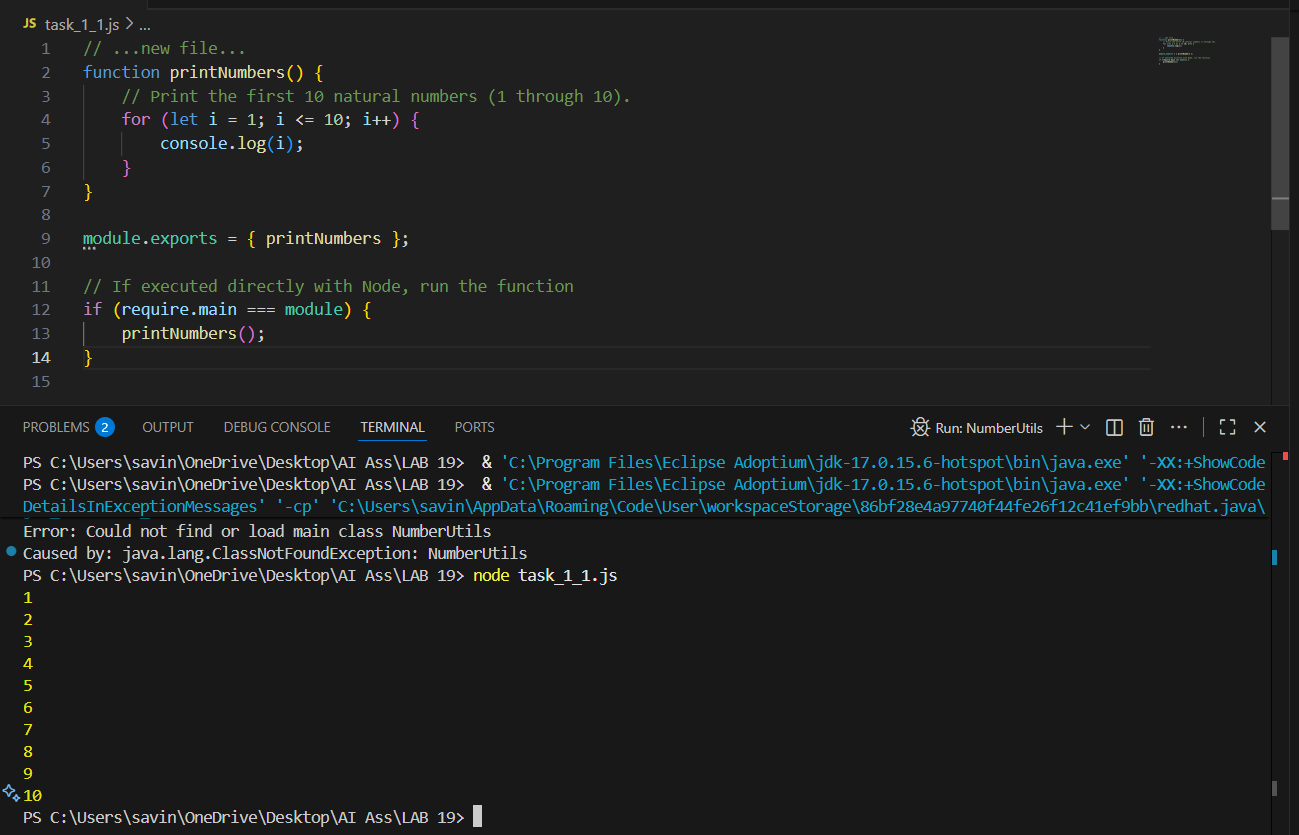 JS task_1_1.js > ...
1 // ...new file...
2 function printNumbers() {
3     // Print the first 10 natural numbers (1 through 10).
4     for (let i = 1; i <= 10; i++) {
5         console.log(i);
6     }
7 }
8
9 module.exports = { printNumbers };
10
11 // If executed directly with Node, run the function
12 if (require.main === module) {
13     printNumbers();
14 }
15
PROBLEMS 2 OUTPUT DEBUG CONSOLE TERMINAL PORTS Run: NumberUtils
PS C:\Users\savin\OneDrive\Desktop\AI Ass\LAB 19>  & 'C:\Program Files\Eclipse Adoptium\jdk-17.0.15.6-hotspot\bin\java.exe' '-XX:+ShowCode
PS C:\Users\savin\OneDrive\Desktop\AI Ass\LAB 19>  & 'C:\Program Files\Eclipse Adoptium\jdk-17.0.15.6-hotspot\bin\java.exe' '-XX:+ShowCode
DetailsInExceptionMessages' '-cp' 'C:\Users\savin\AppData\Roaming\Code\User\workspaceStorage\86bf28e4a97740f44fe26f12c41ef9bb\redhat.java\
Error: Could not find or load main class NumberUtils
Caused by: java.lang.ClassNotFoundException: NumberUtils
PS C:\Users\savin\OneDrive\Desktop\AI Ass\LAB 19> node task_1_1.js
1
2
3
4
5
6
7
8
9
10
PS C:\Users\savin\OneDrive\Desktop\AI Ass\LAB 19>